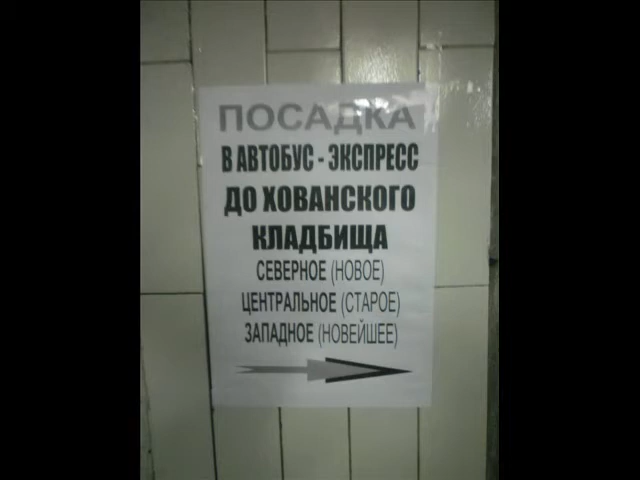 ПОСАДКА
В АВТОБУС - ЭКСПРЕСС
ДО ХОВАНСКОГО
КЛАДБИЩА
СЕВЕРНОЕ (НОВОЕ)
ЦЕНТРАЛЬНОЕ (СТАРОЕ)
ЗАПАДНОЕ (НОВЕЙШЕЕ)